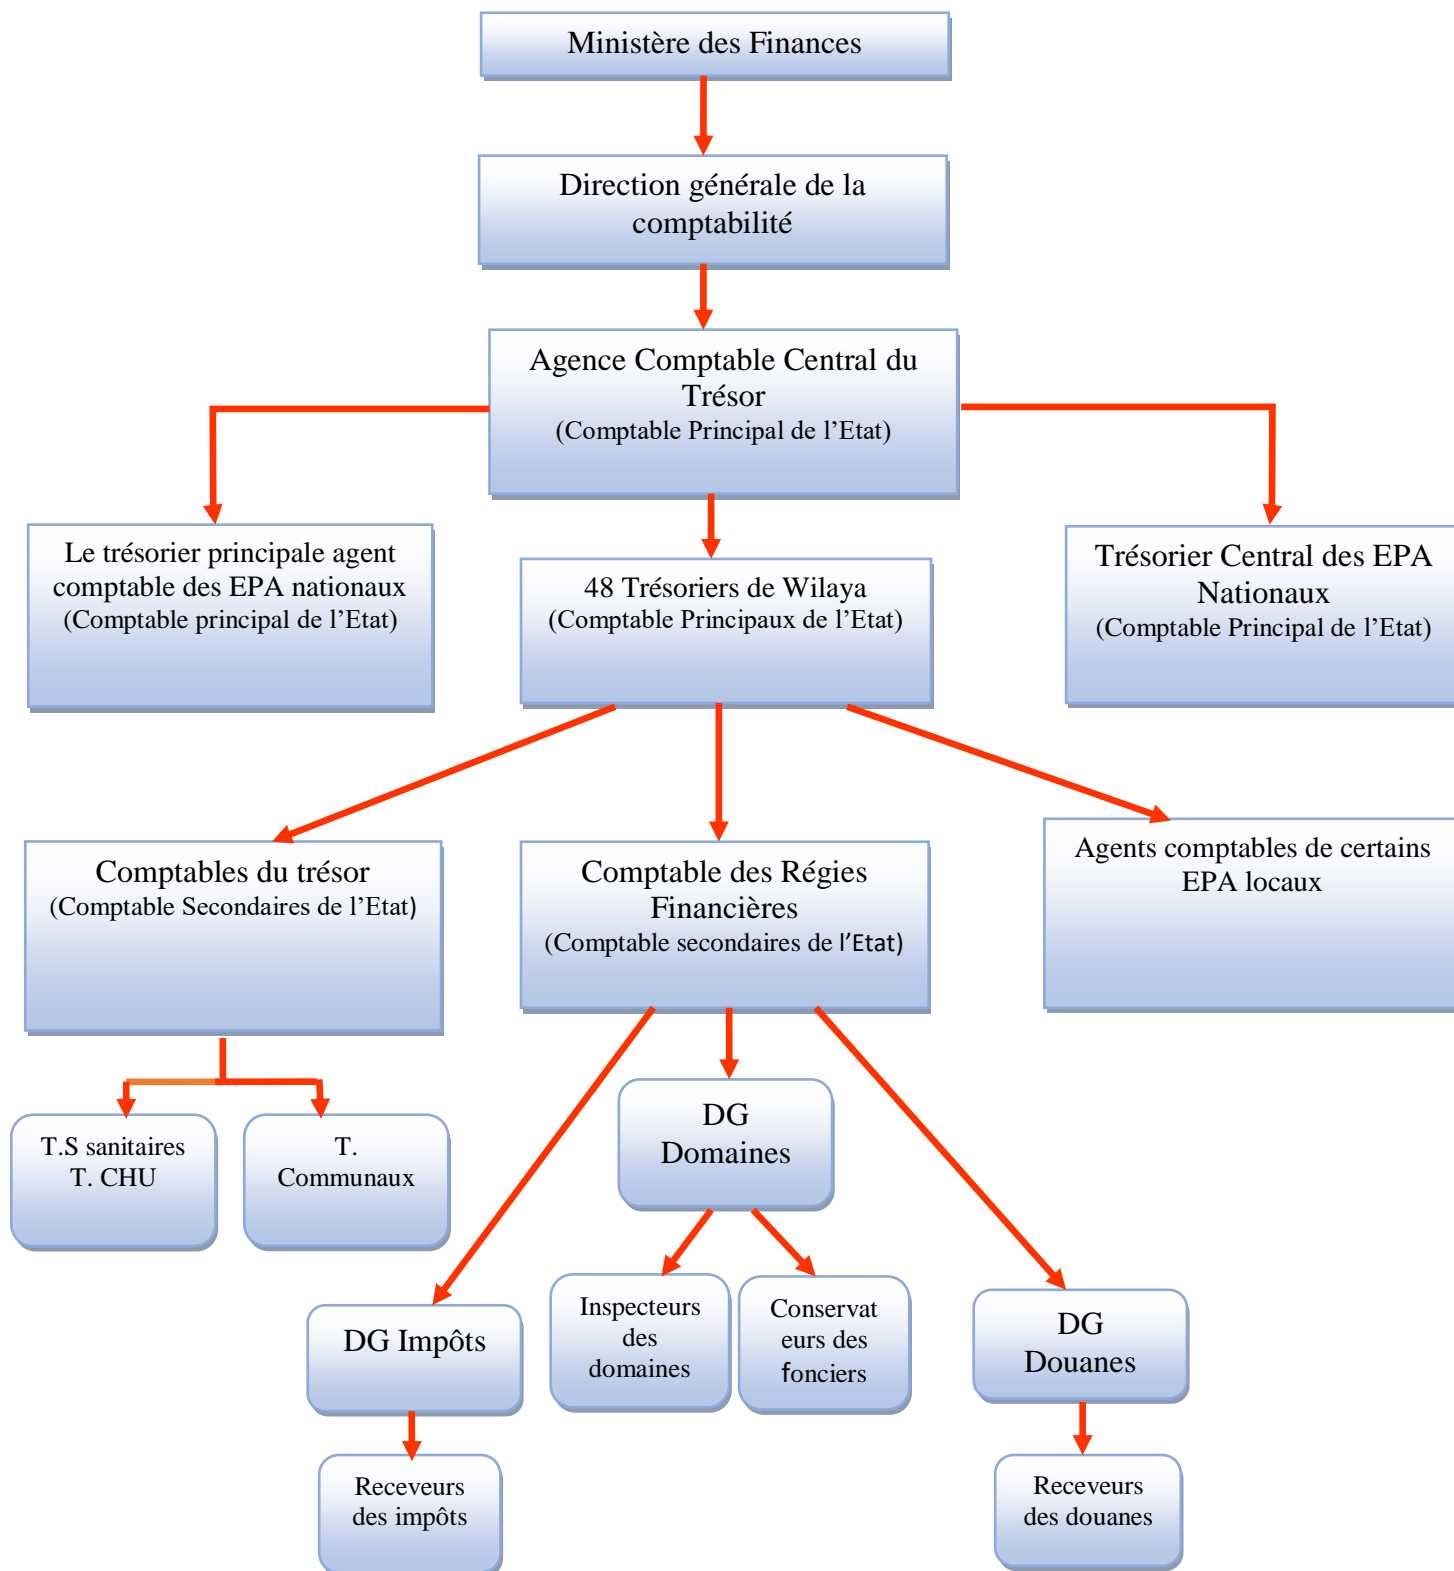 Ministère des Finances
Direction générale de la
comptabilité
Agence Comptable Central du
Trésor
(Comptable Principal de l’Etat)
Le trésorier principale agent
comptable des EPA nationaux
(Comptable principal de l’Etat)
48 Trésoriers de Wilaya
(Comptable Principaux de l’Etat)
Trésorier Central des EPA
Nationaux
(Comptable Principal de l’Etat)
Comptables du trésor
(Comptable Secondaires de l’Etat)
Comptable des Régies
Financières
(Comptable secondaires de l’Etat)
Agents comptables de certains
EPA locaux
T.S sanitaires
T. CHU
T.
Communaux
DG
Domaines
Inspecteurs
des
domaines
Conservat
eurs des
fonciers
DG Impôts
DG
Douanes
Receveurs
des impôts
Receveurs
des douanes